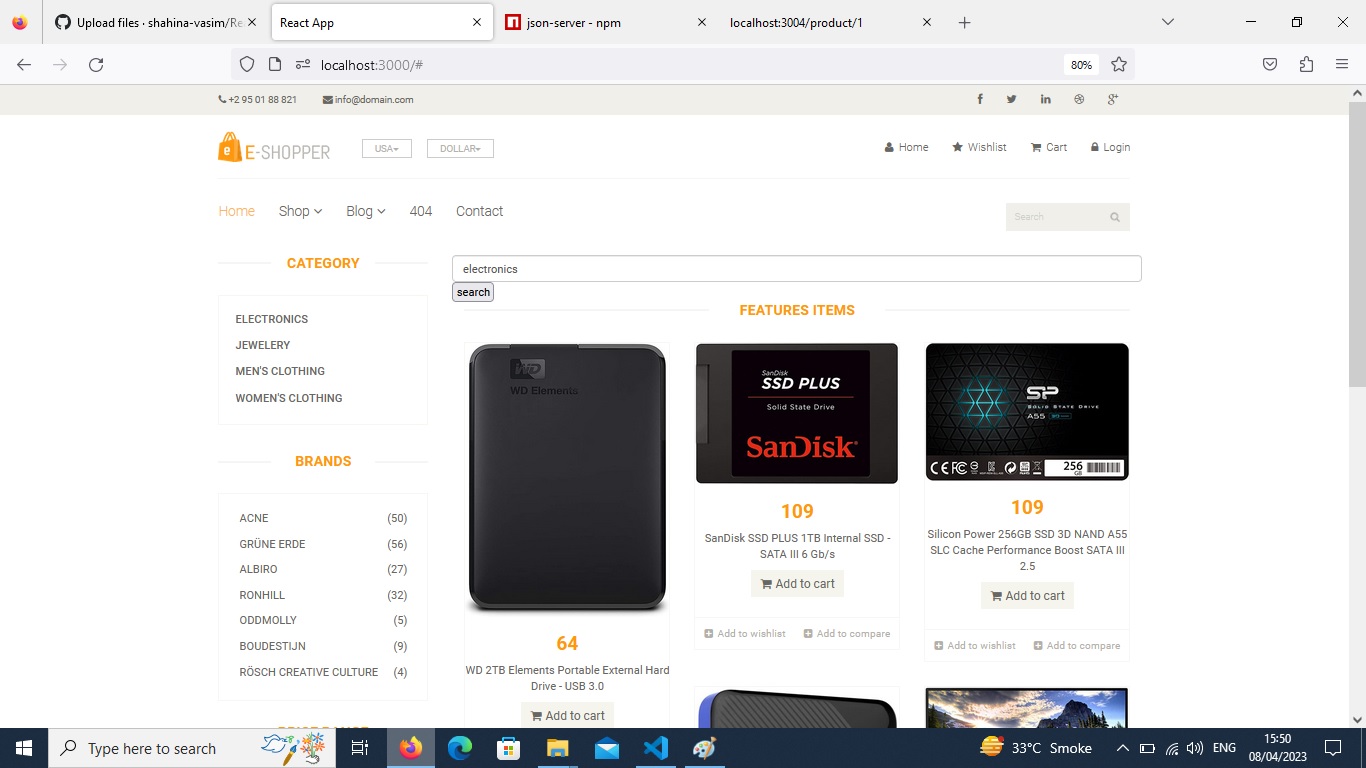 Upload files · shahina-vasim/Re
React App
json-server - npm
localhost:3004/product/1
localhost:3000/#
80%
+2 95 01 88 821
info@domain.com
E-SHOPPER
USA
DOLLAR
Home
Wishlist
Cart
Login
Home
Shop
Blog
404
Contact
Search
CATEGORY
ELECTRONICS
JEWELERY
MEN'S CLOTHING
WOMEN'S CLOTHING
BRANDS
ACNE (50)
GRÜNE ERDE (56)
ALBIRO (27)
RONHILL (32)
ODDMOLLY (5)
BOUDESTIJN (9)
RÖSCH CREATIVE CULTURE (4)
electronics
search
FEATURES ITEMS
WD
WD Elements
64
WD 2TB Elements Portable External Hard
Drive - USB 3.0
Add to cart
SanDisk
SSD PLUS
Solid State Drive
SanDisk
109
SanDisk SSD PLUS 1TB Internal SSD -
SATA III 6 Gb/s
Add to cart
Add to wishlist
Add to compare
SP
SOLID STATE DRIVE
A55
256
GB
109
Silicon Power 256GB SSD 3D NAND A55
SLC Cache Performance Boost SATA III
2.5
Add to cart
Add to wishlist
Add to compare
Type here to search
33°C Smoke
ENG
15:50
08/04/2023